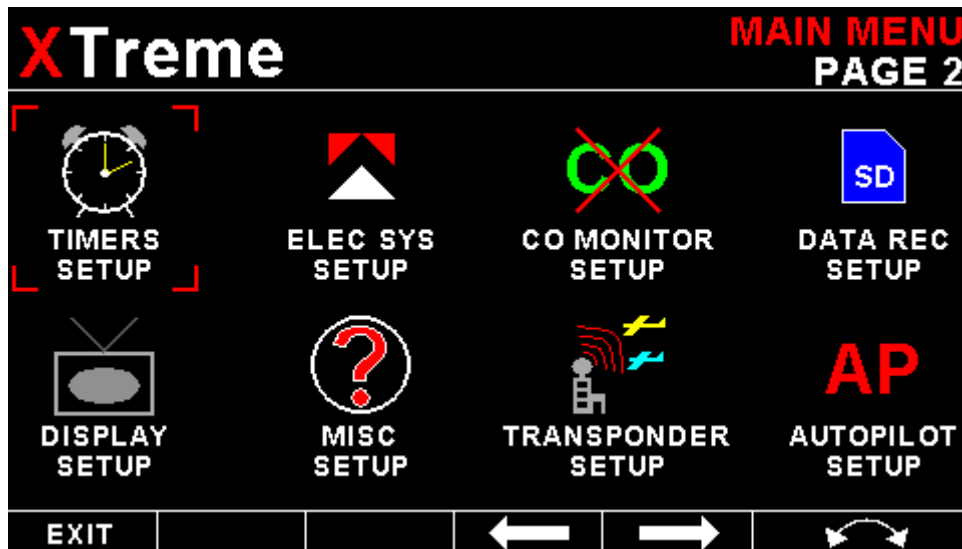 XTreme
MAIN MENU
PAGE 2
TIMERS
SETUP
ELEC SYS
SETUP
CO MONITOR
SETUP
SD
DATA REC
SETUP
DISPLAY
SETUP
MISC
SETUP
TRANSPONDER
SETUP
AP
AUTOPILOT
SETUP
EXIT